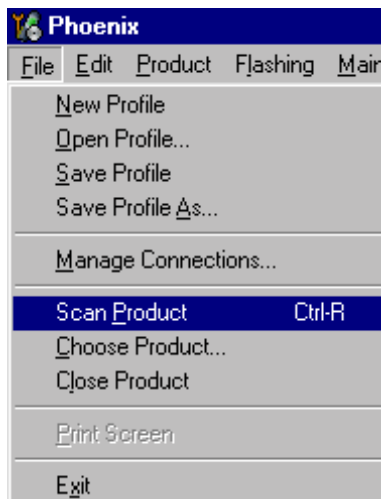 Phoenix
File Edit Product Flashing Main
New Profile
Open Profile...
Save Profile
Save Profile As...
Manage Connections...
Scan Product Ctrl-R
Choose Product...
Close Product
Print Screen
Exit